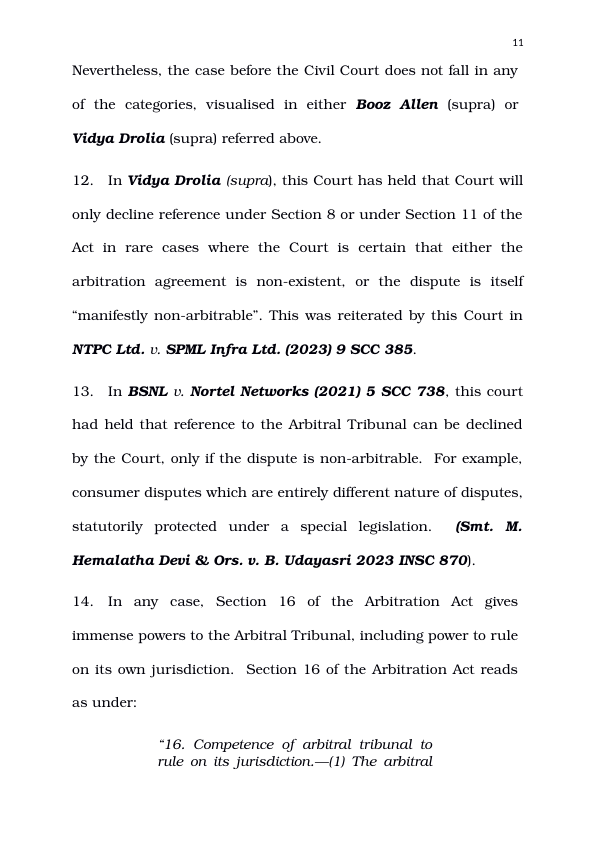 11
Nevertheless, the case before the Civil Court does not fall in any
of the categories, visualised in either Booz Allen (supra) or
Vidya Drolia (supra) referred above.
12. In Vidya Drolia (supra), this Court has held that Court will
only decline reference under Section 8 or under Section 11 of the
Act in rare cases where the Court is certain that either the
arbitration agreement is non-existent, or the dispute is itself
“manifestly non-arbitrable”. This was reiterated by this Court in
NTPC Ltd. v. SPML Infra Ltd. (2023) 9 SCC 385.
13. In BSNL v. Nortel Networks (2021) 5 SCC 738, this court
had held that reference to the Arbitral Tribunal can be declined
by the Court, only if the dispute is non-arbitrable. For example,
consumer disputes which are entirely different nature of disputes,
statutorily protected under a special legislation. (Smt. M.
Hemalatha Devi & Ors. v. B. Udayasri 2023 INSC 870).
14. In any case, Section 16 of the Arbitration Act gives
immense powers to the Arbitral Tribunal, including power to rule
on its own jurisdiction. Section 16 of the Arbitration Act reads
as under:
“16. Competence of arbitral tribunal to
rule on its jurisdiction.—(1) The arbitral